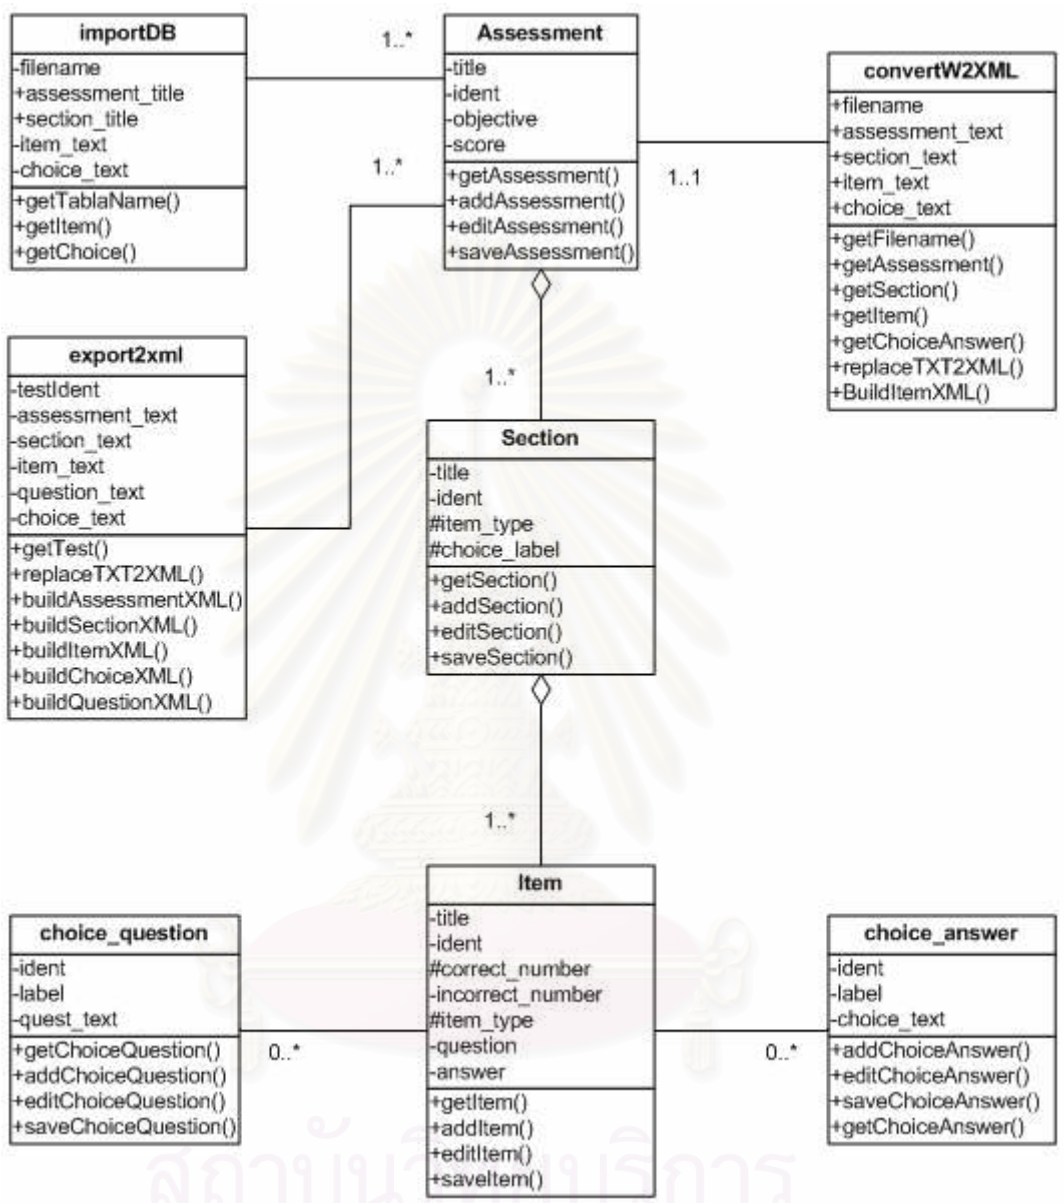 importDB
-filename
+assessment_title
+section_title
-item_text
-choice_text
+getTablaName()
+getItem()
+getChoice()
1..*
Assessment
-title
-ident
-objective
-score
+getAssessment()
+addAssessment()
+editAssessment()
+saveAssessment()
1..*
1..1
convertW2XML
+filename
+assessment_text
+section_text
+item_text
+choice_text
+getFilename()
+getAssessment()
+getSection()
+getItem()
+getChoiceAnswer()
+replaceTXT2XML()
+BuildItemXML()
export2xml
-testIdent
-assessment_text
-section_text
-item_text
-question_text
-choice_text
+getTest()
+replaceTXT2XML()
+buildAssessmentXML()
+buildSectionXML()
+buildItemXML()
+buildChoiceXML()
+buildQuestionXML()
1..*
Section
-title
-ident
#item_type
#choice_label
+getSection()
+addSection()
+editSection()
+saveSection()
1..*
choice_question
-ident
-label
-quest_text
+getChoiceQuestion()
+addChoiceQuestion()
+editChoiceQuestion()
+saveChoiceQuestion()
0..*
Item
-title
-ident
#correct_number
-incorrect_number
#item_type
-question
-answer
+getItem()
+addItem()
+editItem()
+saveItem()
0..*
choice_answer
-ident
-label
-choice_text
+addChoiceAnswer()
+editChoiceAnswer()
+saveChoiceAnswer()
+getChoiceAnswer()